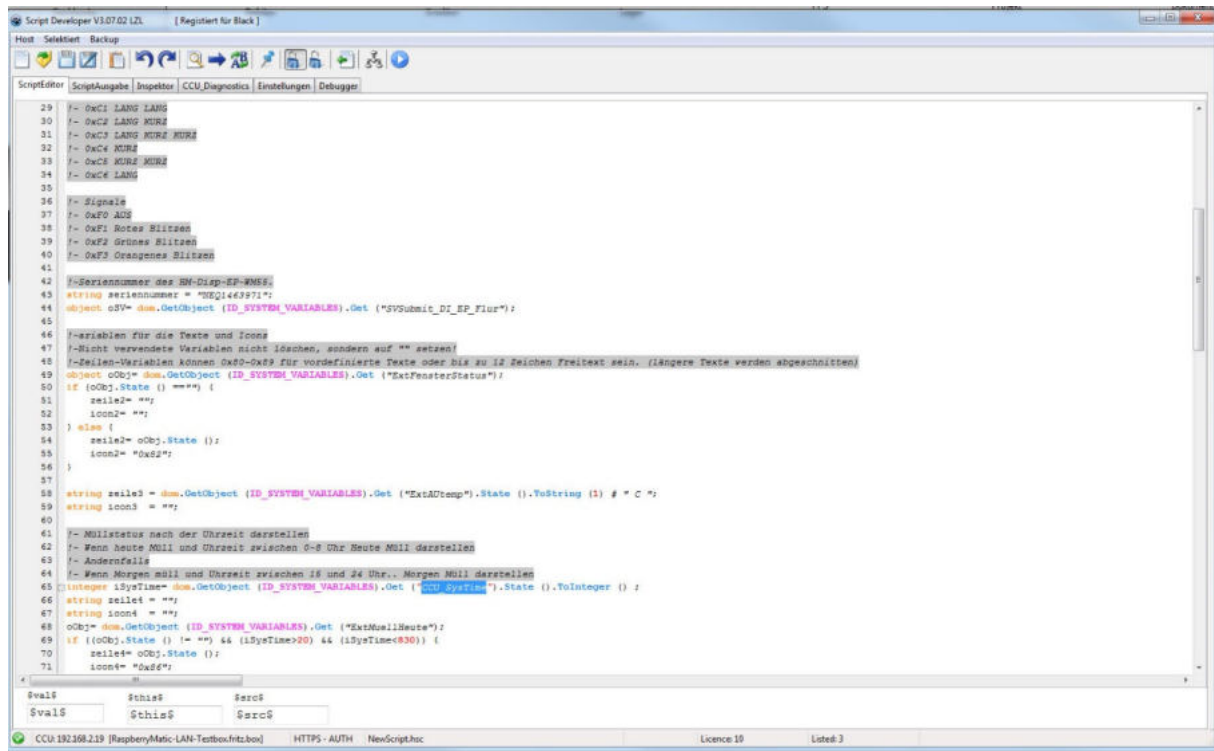 Script Developer V3.07.02 LZL [ Registiert für Black ]
Host Selektiert Backup
ScriptEditor ScriptAusgabe Inspektor CCU_Diagnostics Einstellungen Debugger
29 !- 0xC1 LANG LANG
30 !- 0xC2 LANG KURZ
31 !- 0xC3 LANG KURZ KURZ
32 !- 0xC4 KURZ
33 !- 0xC5 KURZ KURZ
34 !- 0xC6 LANG
35
36 !- Signale
37 !- 0xF0 AUS
38 !- 0xF1 Rotes Blitzen
39 !- 0xF2 Grünes Blitzen
40 !- 0xF3 Orangenes Blitzen
41
42 !-Seriennummer des HM-Disp-EP-WM55.
43 string seriennummer = "NEQ1463971";
44 object oSV= dom.GetObject (ID_SYSTEM_VARIABLES).Get ("SVSubmit_DI_EP_Flur");
45
46 !-ariablen für die Texte und Icons
47 !-Nicht verwendete Variablen nicht löschen, sondern auf "" setzen!
48 !-Zeilen-Variablen können 0x80-0x89 für vordefinierte Texte oder bis zu 12 Zeichen Freitext sein. (längere Texte werden abgeschnitten)
49 object oObj= dom.GetObject (ID_SYSTEM_VARIABLES).Get ("ExtFensterStatus");
50 if (oObj.State () =="") {
51 zeile2= "";
52 icon2= "";
53 } else {
54 zeile2= oObj.State ();
55 icon2= "0x82";
56 }
57
58 string zeile3 = dom.GetObject (ID_SYSTEM_VARIABLES).Get ("ExtAUtemp").State ().ToString (1) # " C ";
59 string icon3 = "";
60
61 !- Müllstatus nach der Uhrzeit darstellen
62 !- Wenn heute Müll und Uhrzeit zwischen 0-8 Uhr Heute Müll darstellen
63 !- Andernfalls
64 !- Wenn Morgen müll und Uhrzeit zwischen 16 und 24 Uhr.. Morgen Müll darstellen
65 integer iSysTime= dom.GetObject (ID_SYSTEM_VARIABLES).Get ("CCU_SysTime").State ().ToInteger () ;
66 string zeile4 = "";
67 string icon4 = "";
68 oObj= dom.GetObject (ID_SYSTEM_VARIABLES).Get ("ExtMuellHeute");
69 if ((oObj.State () != "") && (iSysTime>20) && (iSysTime<830)) {
70 zeile4= oObj.State ();
71 icon4= "0x86";
$val$ $this$ $src$
$val$ $this$ $src$
CCU: 192.168.2.19 [RaspberryMatic-LAN-Testbox.fritz.box] HTTPS - AUTH NewScript.hsc Licence: 10 Listed: 3